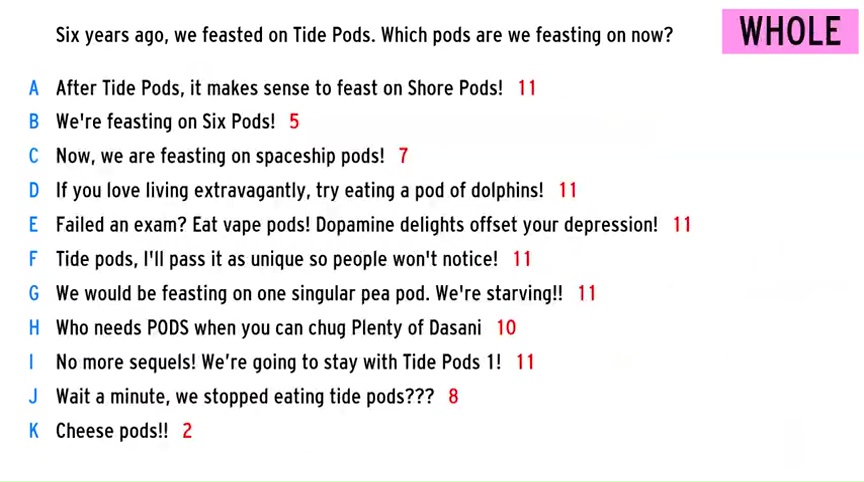 Six years ago, we feasted on Tide Pods. Which pods are we feasting on now?
WHOLE
A After Tide Pods, it makes sense to feast on Shore Pods! 11
B We're feasting on Six Pods! 5
C Now, we are feasting on spaceship pods! 7
D If you love living extravagantly, try eating a pod of dolphins! 11
E Failed an exam? Eat vape pods! Dopamine delights offset your depression! 11
F Tide pods, I'll pass it as unique so people won't notice! 11
G We would be feasting on one singular pea pod. We're starving!! 11
H Who needs PODS when you can chug Plenty of Dasani 10
I No more sequels! We’re going to stay with Tide Pods 1! 11
J Wait a minute, we stopped eating tide pods??? 8
K Cheese pods!! 2